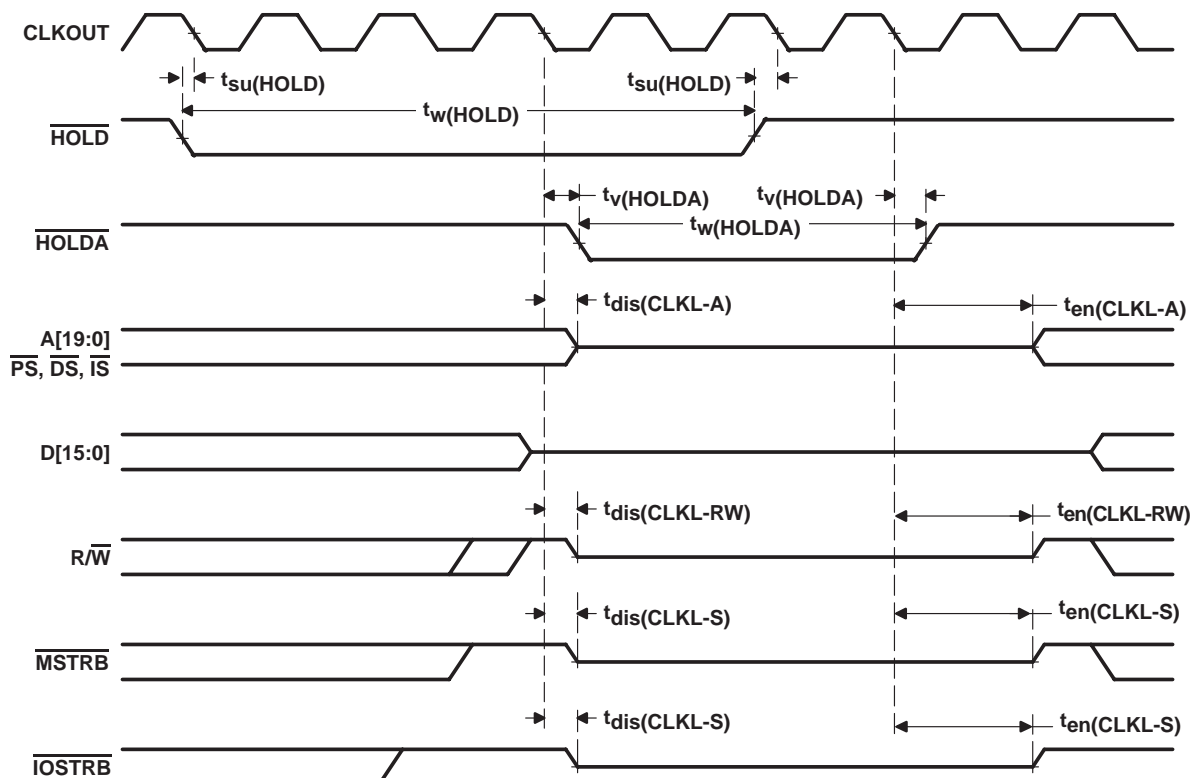 CLKOUT
tsu(HOLD)
tsu(HOLD)
tw(HOLD)
HOLD
tv(HOLDA)
tv(HOLDA)
tw(HOLDA)
HOLDA
tdis(CLKL-A)
ten(CLKL-A)
A[19:0]
PS, DS, IS
D[15:0]
tdis(CLKL-RW)
ten(CLKL-RW)
R/W
tdis(CLKL-S)
ten(CLKL-S)
MSTRB
tdis(CLKL-S)
ten(CLKL-S)
IOSTRB